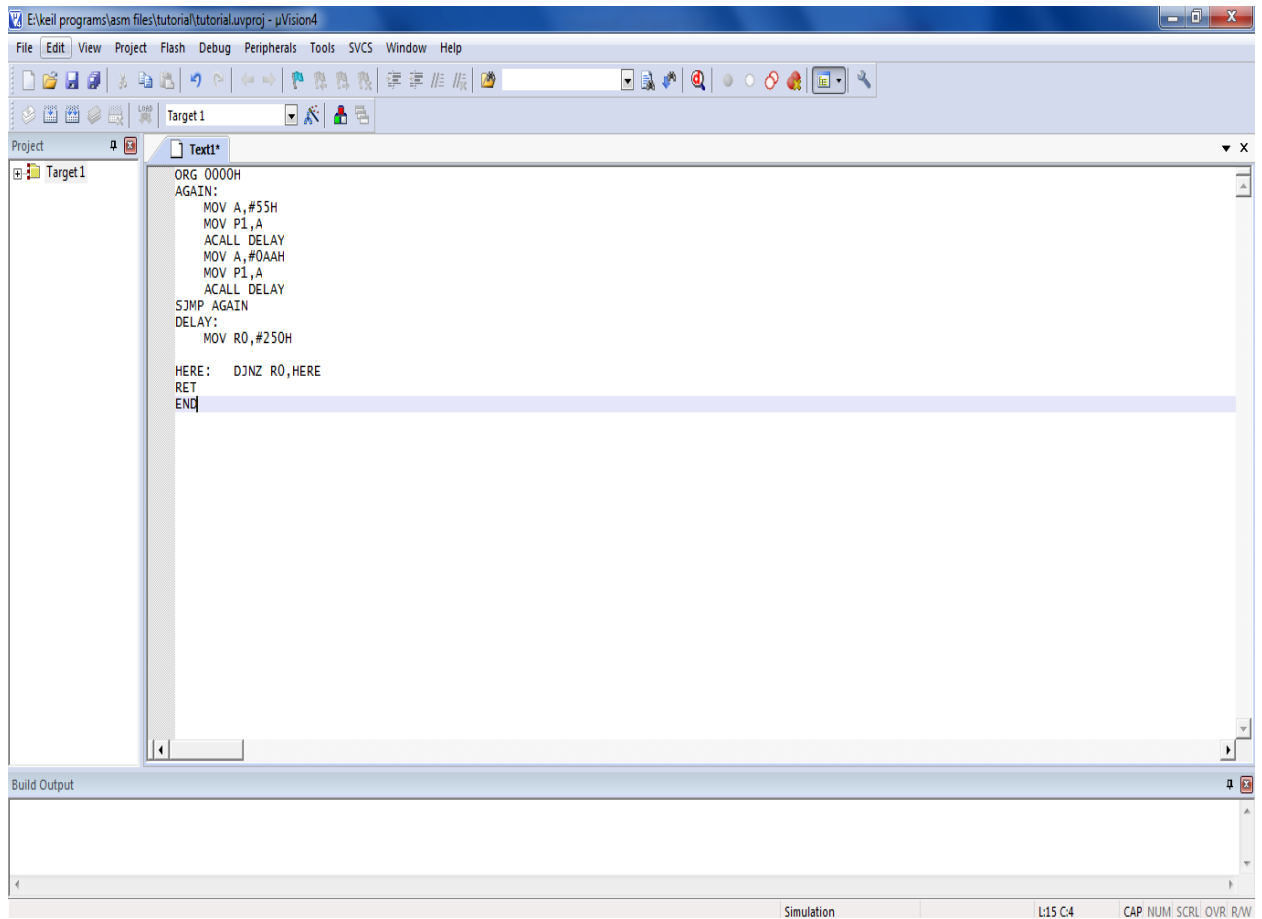 E:\keil programs\asm files\tutorial\tutorial.uvproj - µVision4
File Edit View Project Flash Debug Peripherals Tools SVCS Window Help
LOAD Target 1
Project
Text1*
Target 1
ORG 0000H
AGAIN:
MOV A,#55H
MOV P1,A
ACALL DELAY
MOV A,#0AAH
MOV P1,A
ACALL DELAY
SJMP AGAIN
DELAY:
MOV R0,#250H
HERE: DJNZ R0,HERE
RET
END
Build Output
Simulation L:15 C:4 CAP NUM SCRL OVR R/W